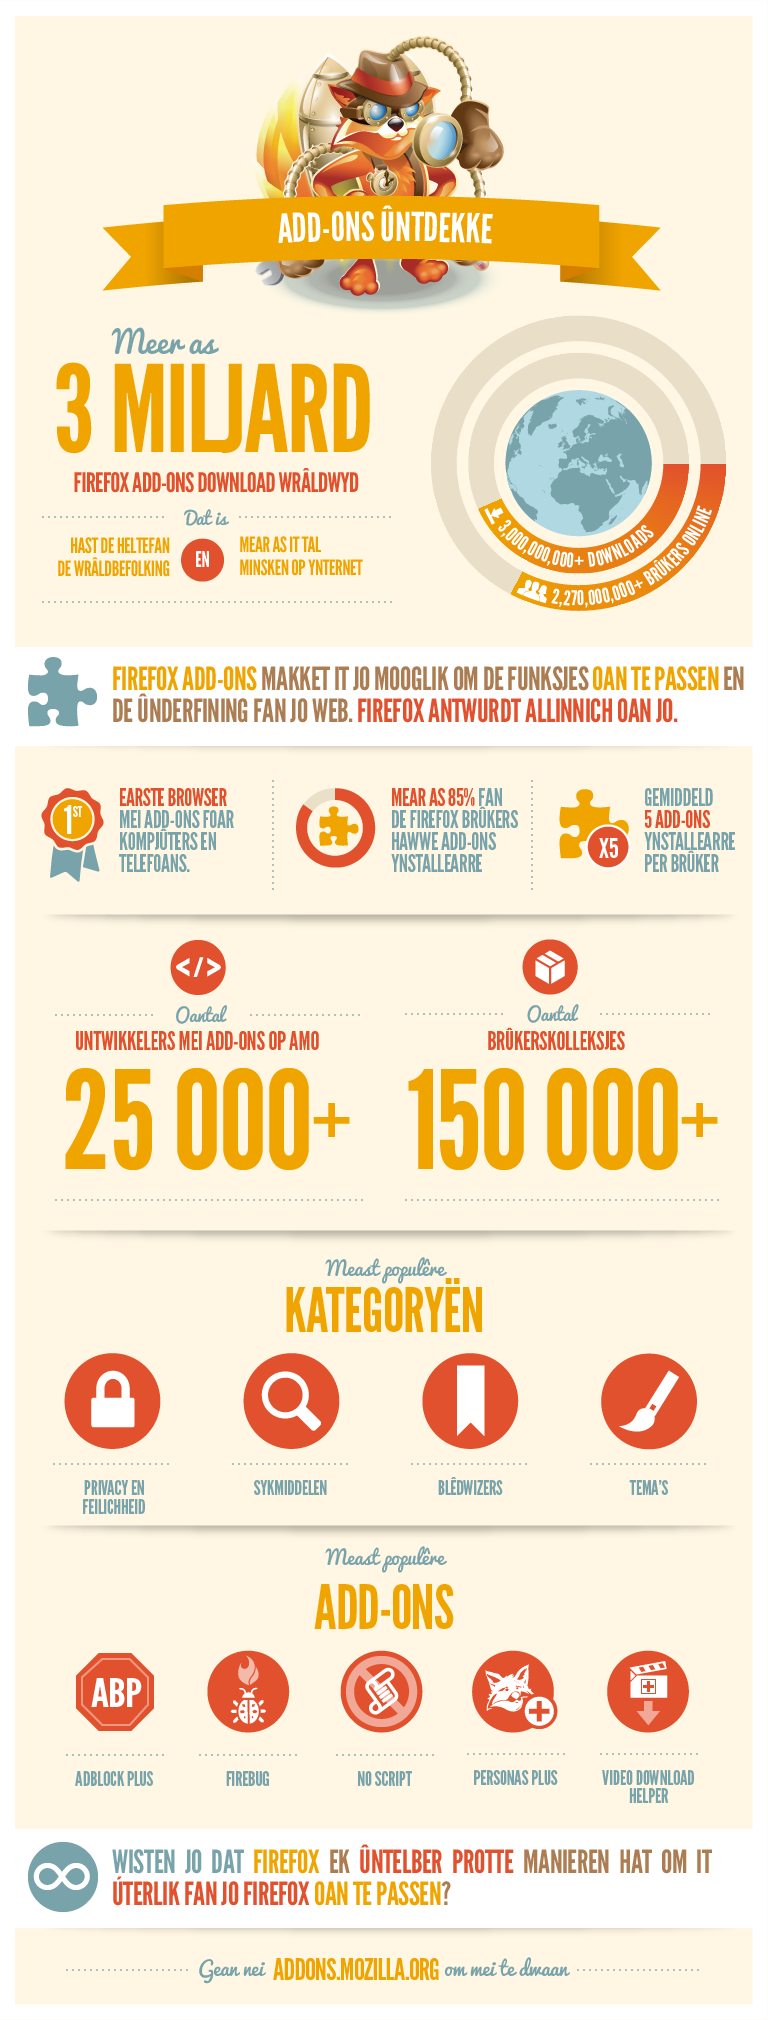 ADD-ONS ÛNTDEKKE
Meer as
3 MILJARD
FIREFOX ADD-ONS DOWNLOAD WRÂLDWYD
Dat is
HAST DE HELTEFAN
DE WRÂLDBEFOLKING
EN
MEAR AS IT TAL
MINSKEN OP YNTERNET
3,000,000,000+ DOWNLOADS
2,270,000,000+ BRÛKERS ONLINE
FIREFOX ADD-ONS MAKKET IT JO MOOGLIK OM DE FUNKSJES OAN TE PASSEN EN
DE ÛNDERFINING FAN JO WEB. FIREFOX ANTWURDT ALLINNICH OAN JO.
1ST
EARSTE BROWSER
MEI ADD-ONS FOAR
KOMPJÛTERS EN
TELEFOANS.
MEAR AS 85% FAN
DE FIREFOX BRÛKERS
HAWWE ADD-ONS
YNSTALLEARRE
X5
GEMIDDELD
5 ADD-ONS
YNSTALLEARRE
PER BRÛKER
</>
Oantal
UNTWIKKELERS MEI ADD-ONS OP AMO
25 000+
Oantal
BRÛKERSKOLLEKSJES
150 000+
Meast populêre
KATEGORYËN
PRIVACY EN
FEILICHHEID
SYKMIDDELEN
BLÊDWIZERS
TEMA'S
Meast populêre
ADD-ONS
ABP
ADBLOCK PLUS
FIREBUG
NO SCRIPT
PERSONAS PLUS
VIDEO DOWNLOAD
HELPER
WISTEN JO DAT FIREFOX EK ÛNTELBER PROTTE MANIEREN HAT OM IT
ÚTERLIK FAN JO FIREFOX OAN TE PASSEN?
Gean nei ADDONS.MOZILLA.ORG om mei te dwaan